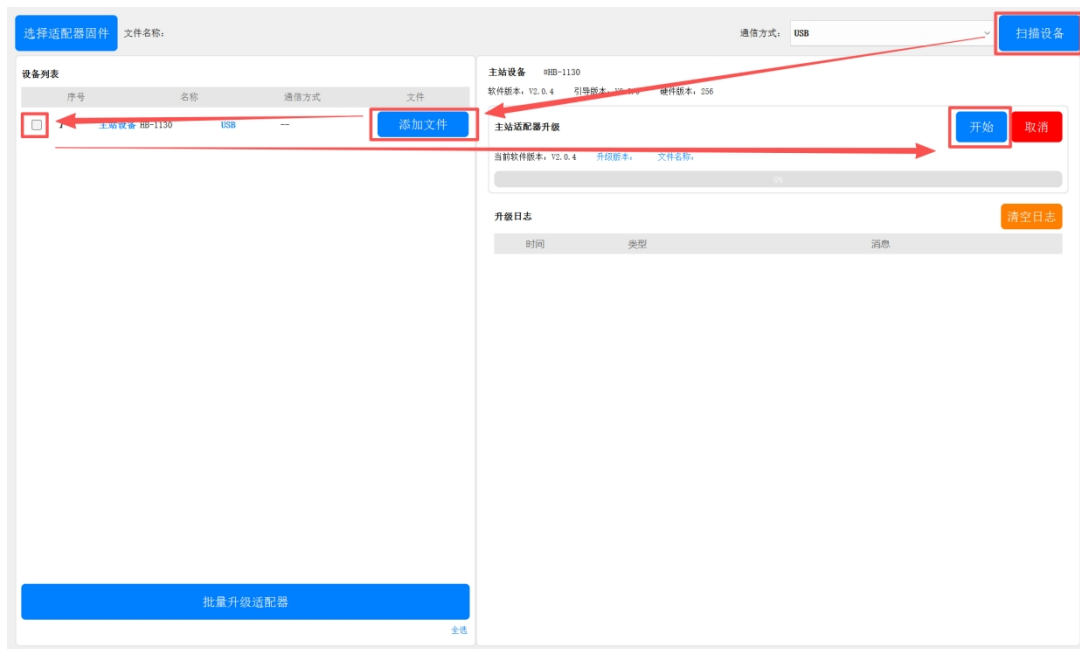 选择适配器固件 文件名称: 通信方式: USB 扫描设备
设备列表
序号 名称 通信方式 文件
主站设备 HB-1130 USB -- 添加文件
批量升级适配器
全选
主站设备 #HB-1130
软件版本: V2.0.4 引导版本: 硬件版本: 256
主站适配器升级 开始 取消
当前软件版本: V2.0.4 升级版本: 文件名称:
0%
升级日志 清空日志
时间 类型 消息